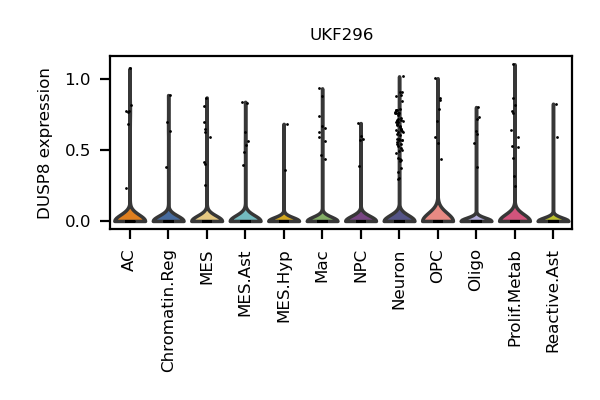 UKF296
DUSP8 expression
1.0
0.5
0.0
AC
Chromatin.Reg
MES
MES.Ast
MES.Hyp
Mac
NPC
Neuron
OPC
Oligo
Prolif.Metab
Reactive.Ast